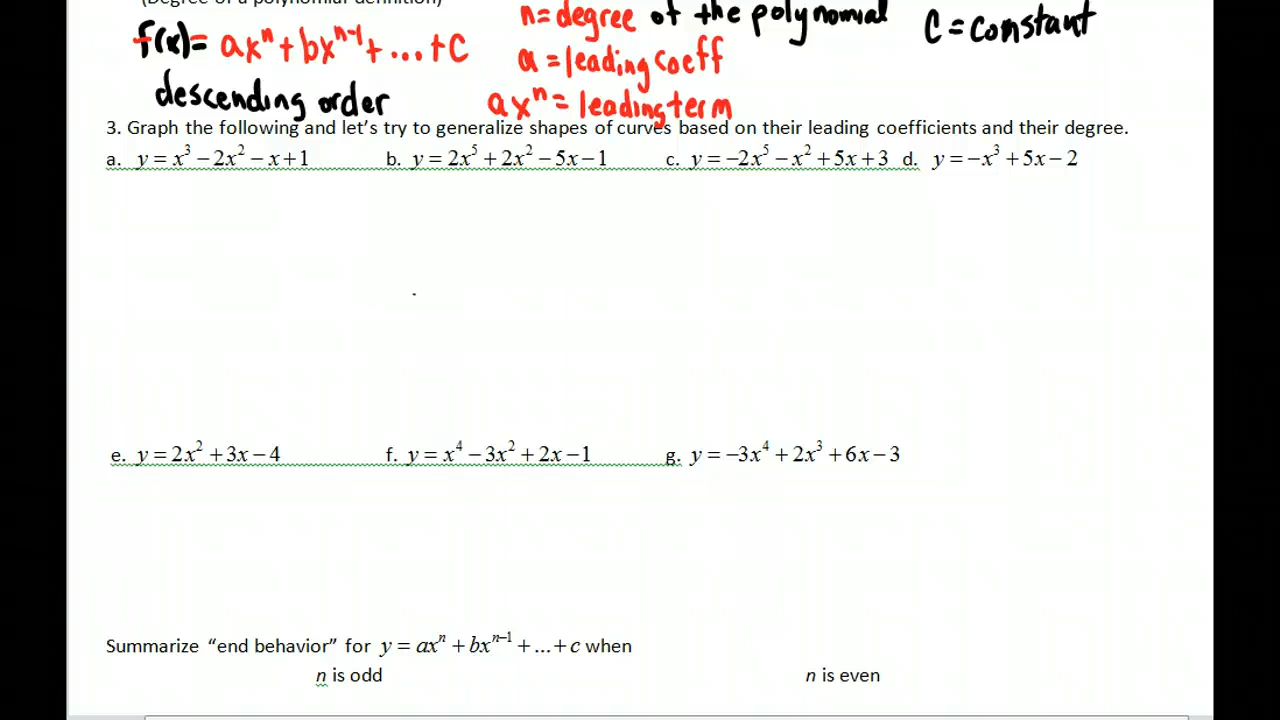 (Degree of a polynomial definition)
n = degree of the polynomial C = constant
f(x) = ax^n + bx^n-1 + ... + C
a = leading coeff
descending order ax^n = leading term
3. Graph the following and let's try to generalize shapes of curves based on their leading coefficients and their degree.
a. y = x³ − 2x² − x + 1 b. y = 2x⁵ + 2x² − 5x − 1 c. y = −2x⁵ − x² + 5x + 3 d. y = −x³ + 5x − 2
e. y = 2x² + 3x − 4 f. y = x⁴ − 3x² + 2x − 1 g. y = −3x⁴ + 2x³ + 6x − 3
Summarize “end behavior” for y = axⁿ + bxⁿ⁻¹ + ... + c when
n is odd n is even